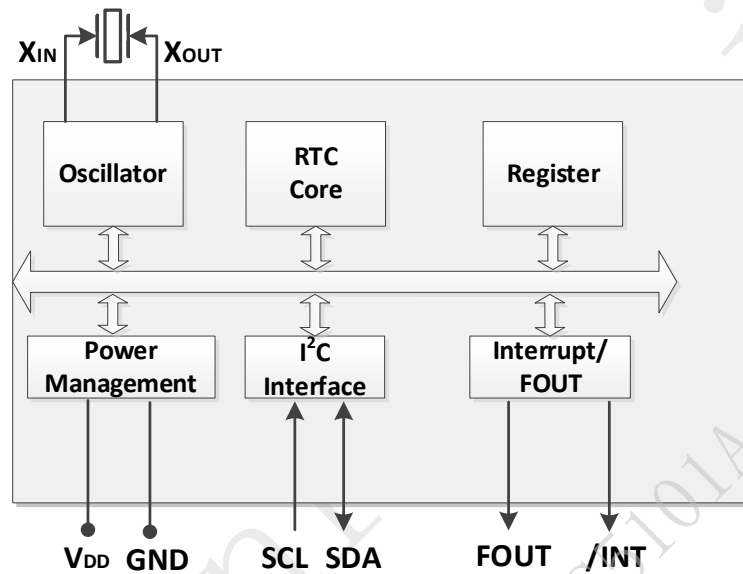 XIN XOUT
Oscillator
RTC
Core
Register
Power
Management
I²C
Interface
Interrupt/
FOUT
VDD GND SCL SDA FOUT /INT